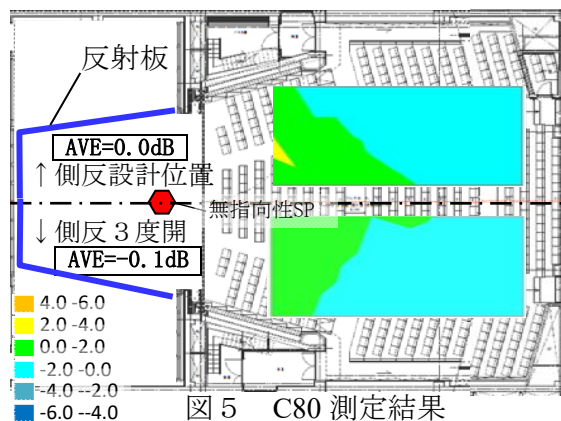 反射板
AVE=0.0dB
↑側反設計位置
無指向性SP
↓側反３度開
AVE=-0.1dB
4.0 -6.0
2.0 -4.0
0.0 -2.0
-2.0 -0.0
-4.0 --2.0
-6.0 --4.0
図５　C80 測定結果